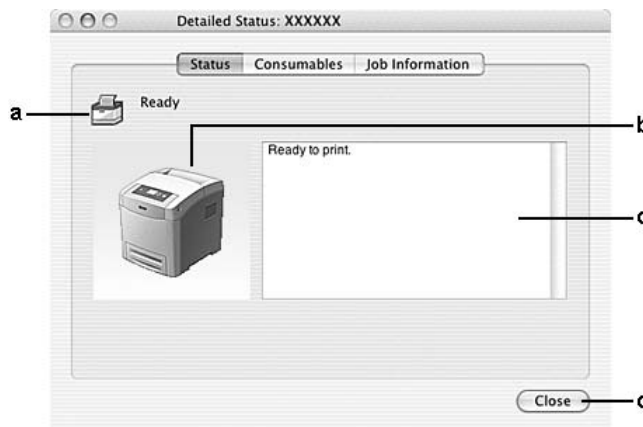 Detailed Status: XXXXXX
Status Consumables Job Information
a
Ready
b
Ready to print.
Close